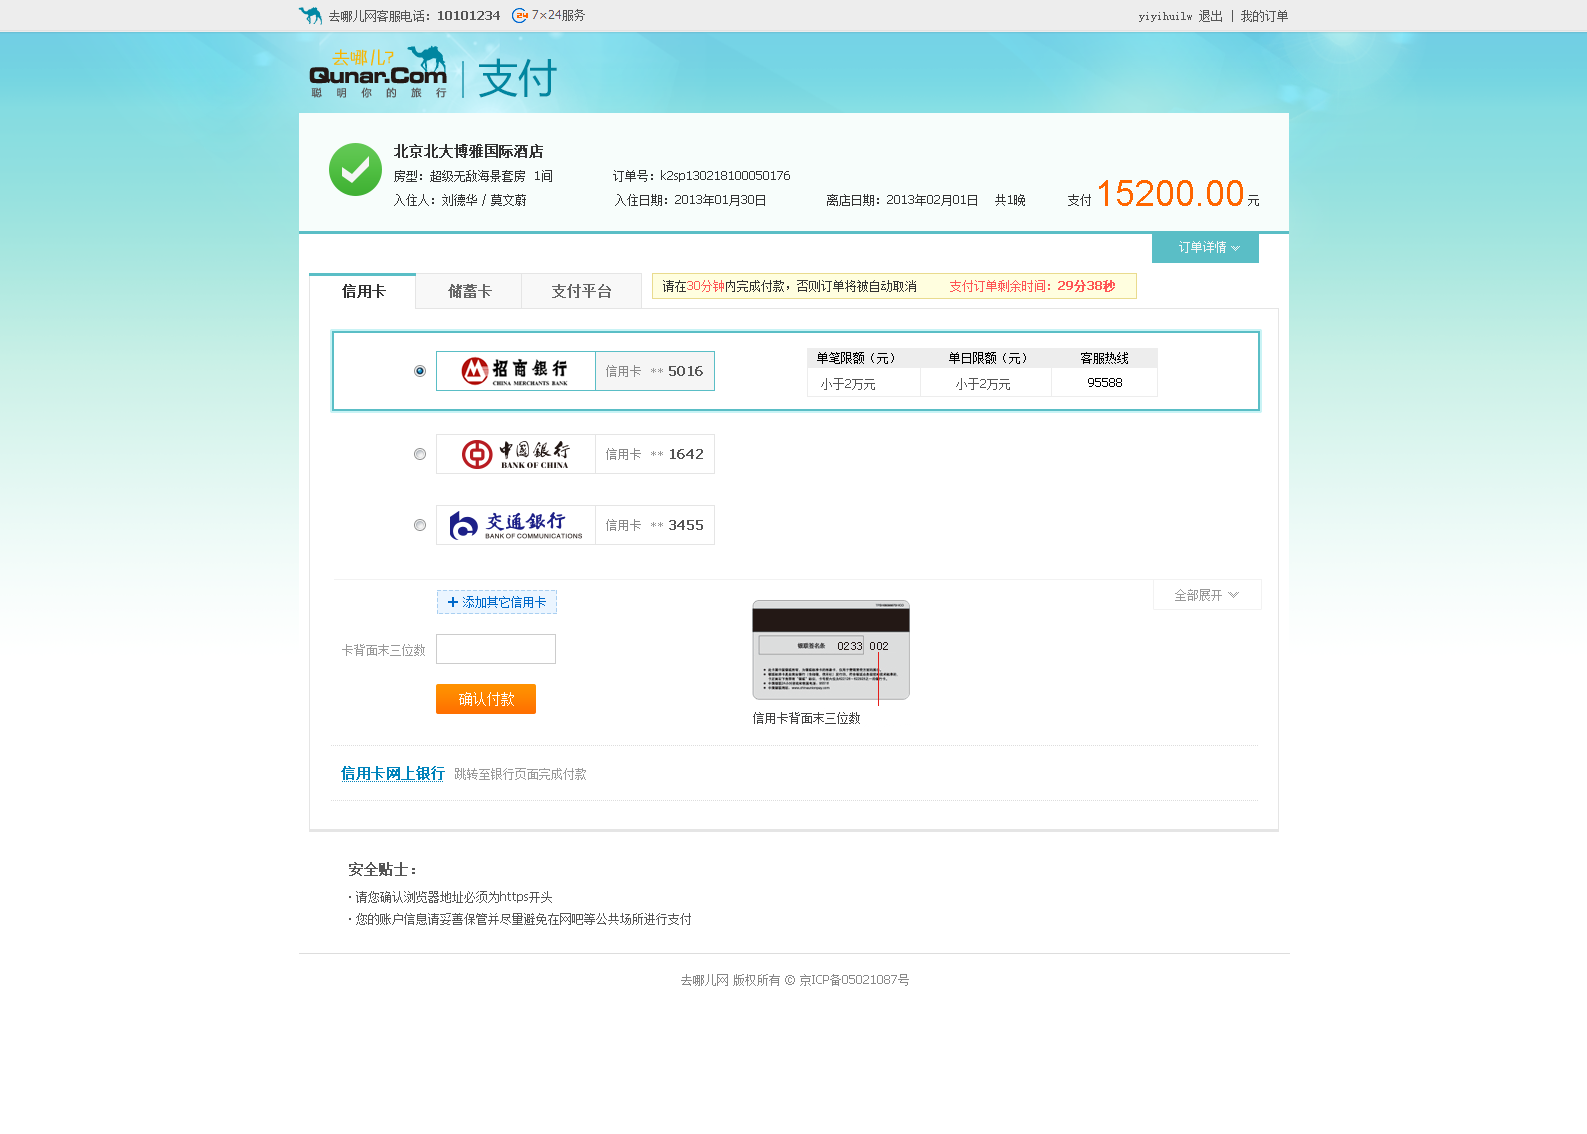 去哪儿网客服电话：10101234 24 7×24服务
yiyihuilw 退出 | 我的订单
去哪儿?
Qunar.Com | 支付
聪明你的旅行
北京北大博雅国际酒店
房型：超级无敌海景套房 1间 订单号：k2sp130218100050176
入住人：刘德华 / 莫文蔚 入住日期：2013年01月30日 离店日期：2013年02月01日 共1晚 支付 15200.00 元
订单详情
信用卡 储蓄卡 支付平台
请在30分钟内完成付款，否则订单将被自动取消 支付订单剩余时间：29分38秒
招商银行
CHINA MERCHANTS BANK
信用卡 ** 5016
单笔限额（元） 单日限额（元） 客服热线
小于2万元 小于2万元 95588
中国银行
BANK OF CHINA
信用卡 ** 1642
交通银行
BANK OF COMMUNICATIONS
信用卡 ** 3455
+ 添加其它信用卡
全部展开
卡背面末三位数
银联签名条 0233 002
确认付款
信用卡背面末三位数
信用卡网上银行 跳转至银行页面完成付款
安全贴士：
· 请您确认浏览器地址必须为https开头
· 您的账户信息请妥善保管并尽量避免在网吧等公共场所进行支付
去哪儿网 版权所有 © 京ICP备05021087号